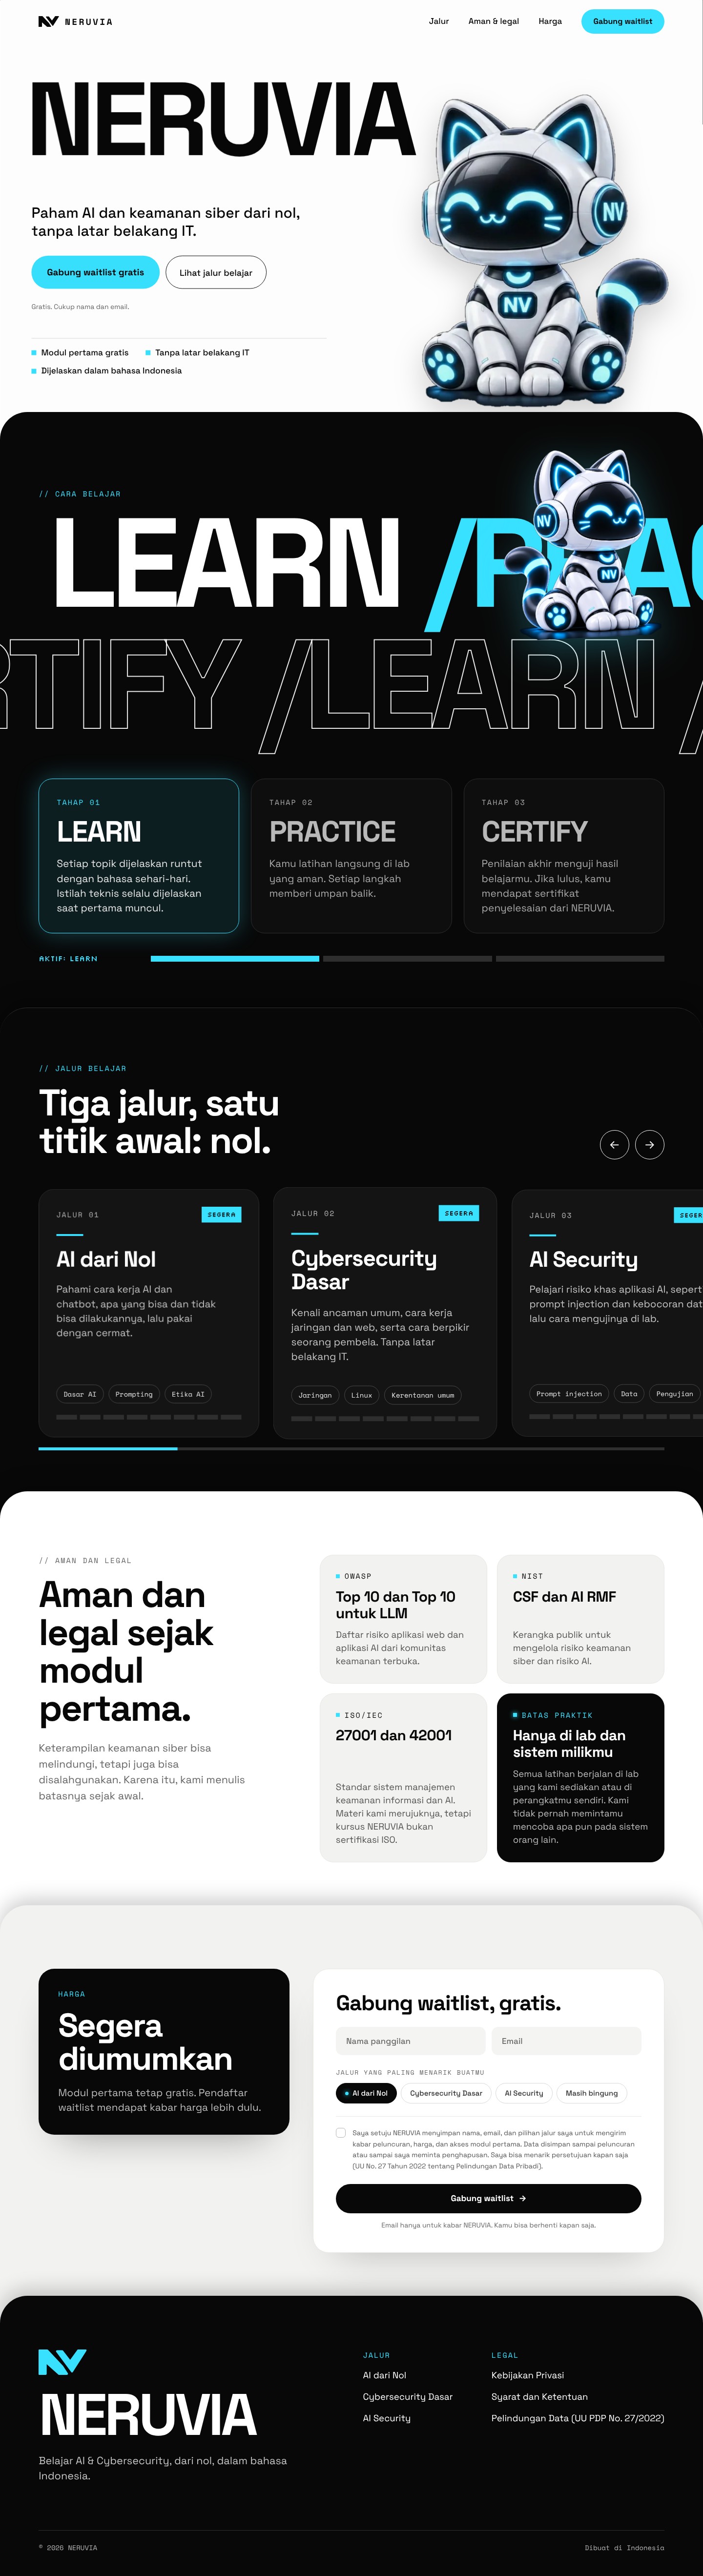 NV NERUVIA
Jalur
Aman & legal
Harga
Gabung waitlist
NERUVIA
Paham AI dan keamanan siber dari nol,
tanpa latar belakang IT.
Gabung waitlist gratis
Lihat jalur belajar
Gratis. Cukup nama dan email.
Modul pertama gratis
Tanpa latar belakang IT
Dijelaskan dalam bahasa Indonesia
NV
NV
// CARA BELAJAR
LEARN
NV
NV
TIFY /LEARN /
TAHAP 01
LEARN
Setiap topik dijelaskan runtut
dengan bahasa sehari-hari.
Istilah teknis selalu dijelaskan
saat pertama muncul.
TAHAP 02
PRACTICE
Kamu latihan langsung di lab
yang aman. Setiap langkah
memberi umpan balik.
TAHAP 03
CERTIFY
Penilaian akhir menguji hasil
belajarmu. Jika lulus, kamu
mendapat sertifikat
penyelesaian dari NERUVIA.
AKTIF: LEARN
// JALUR BELAJAR
Tiga jalur, satu
titik awal: nol.
← →
JALUR 01
SEGERA
AI dari Nol
Pahami cara kerja AI dan
chatbot, apa yang bisa dan tidak
bisa dilakukannya, lalu pakai
dengan cermat.
Dasar AI
Prompting
Etika AI
JALUR 02
SEGERA
Cybersecurity
Dasar
Kenali ancaman umum, cara kerja
jaringan dan web, serta cara berpikir
seorang pembela. Tanpa latar
belakang IT.
Jaringan
Linux
Kerentanan umum
JALUR 03
SEGER
AI Security
Pelajari risiko khas aplikasi AI, sepert
prompt injection dan kebocoran dat
lalu cara mengujinya di lab.
Prompt injection
Data
Pengujian
// AMAN DAN LEGAL
Aman dan
legal sejak
modul
pertama.
Keterampilan keamanan siber bisa
melindungi, tetapi juga bisa
disalahgunakan. Karena itu, kami menulis
batasnya sejak awal.
OWASP
Top 10 dan Top 10
untuk LLM
Daftar risiko aplikasi web dan
aplikasi AI dari komunitas
keamanan terbuka.
NIST
CSF dan AI RMF
Kerangka publik untuk
mengelola risiko keamanan
siber dan risiko AI.
ISO/IEC
27001 dan 42001
Standar sistem manajemen
keamanan informasi dan AI.
Materi kami merujuknya, tetapi
kursus NERUVIA bukan
sertifikasi ISO.
BATAS PRAKTIK
Hanya di lab dan
sistem milikmu
Semua latihan berjalan di lab
yang kami sediakan atau di
perangkatmu sendiri. Kami
tidak pernah memintamu
mencoba apa pun pada sistem
orang lain.
HARGA
Segera
diumumkan
Modul pertama tetap gratis. Pendaftar
waitlist mendapat kabar harga lebih dulu.
Gabung waitlist, gratis.
Nama panggilan
Email
JALUR YANG PALING MENARIK BUATMU
AI dari Nol
Cybersecurity Dasar
AI Security
Masih bingung
Saya setuju NERUVIA menyimpan nama, email, dan pilihan jalur saya untuk mengirim
kabar peluncuran, harga, dan akses modul pertama. Data disimpan sampai peluncuran
atau sampai saya meminta penghapusan. Saya bisa menarik persetujuan kapan saja
(UU No. 27 Tahun 2022 tentang Pelindungan Data Pribadi).
Gabung waitlist →
Email hanya untuk kabar NERUVIA. Kamu bisa berhenti kapan saja.
NV
NERUVIA
Belajar AI & Cybersecurity, dari nol, dalam bahasa
Indonesia.
JALUR
AI dari Nol
Cybersecurity Dasar
AI Security
LEGAL
Kebijakan Privasi
Syarat dan Ketentuan
Pelindungan Data (UU PDP No. 27/2022)
© 2026 NERUVIA
Dibuat di Indonesia